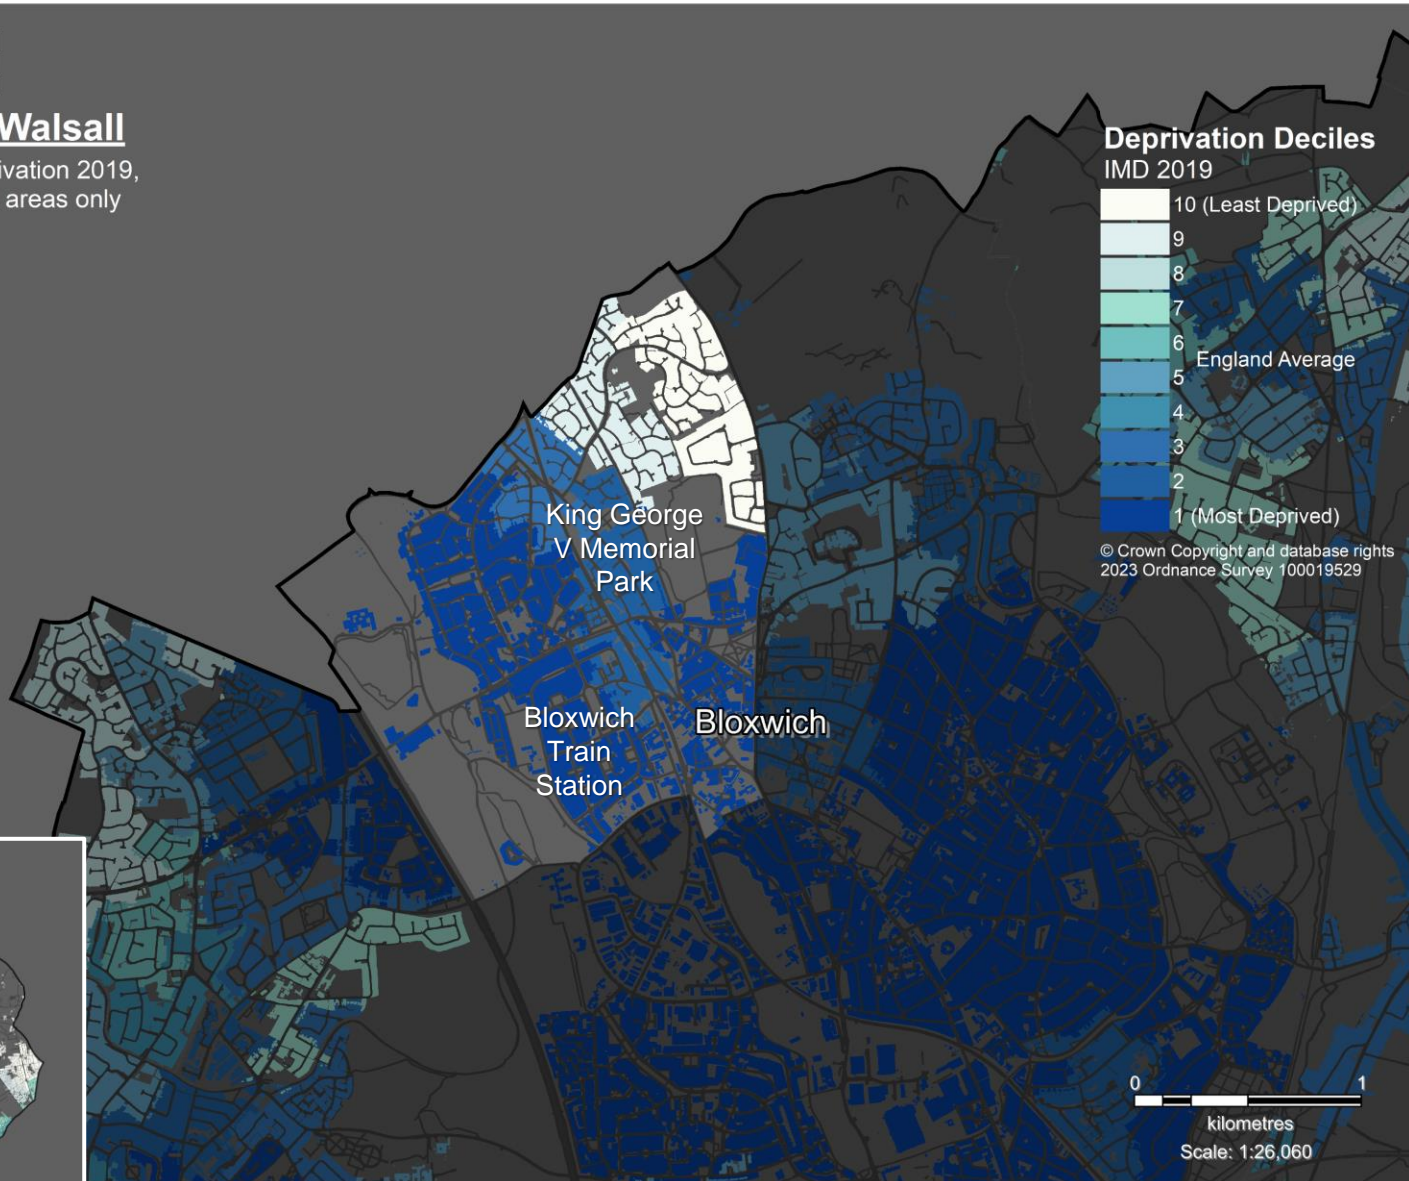 Walsall
ivation 2019,
areas only
Deprivation Deciles
IMD 2019
10 (Least Deprived)
9
8
7
6
England Average
5
4
3
2
1 (Most Deprived)
© Crown Copyright and database rights
2023 Ordnance Survey 100019529
King George
V Memorial
Park
Bloxwich
Train
Station
Bloxwich
0 1
kilometres
Scale: 1:26,060